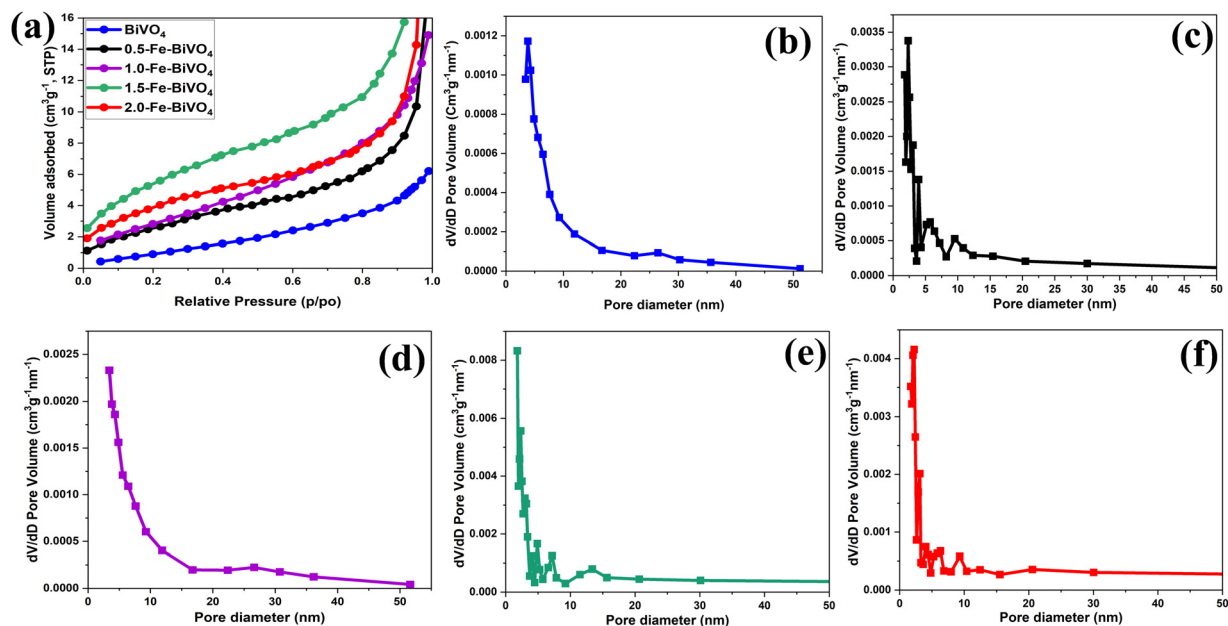 (a)
BiVO₄
0.5-Fe-BiVO₄
1.0-Fe-BiVO₄
1.5-Fe-BiVO₄
2.0-Fe-BiVO₄
Volume adsorbed (cm³g⁻¹, STP)
16
14
12
10
8
6
4
2
0
0.0 0.2 0.4 0.6 0.8 1.0
Relative Pressure (p/po)
(b)
dV/dD Pore Volume (Cm³g⁻¹nm⁻¹)
0.0012
0.0010
0.0008
0.0006
0.0004
0.0002
0.0000
0 10 20 30 40 50
Pore diameter (nm)
(c)
dV/dD Pore Volume (cm³g⁻¹nm⁻¹)
0.0035
0.0030
0.0025
0.0020
0.0015
0.0010
0.0005
0.0000
0 5 10 15 20 25 30 35 40 45 50
Pore diameter (nm)
(d)
dV/dD Pore Volume (cm³g⁻¹nm⁻¹)
0.0025
0.0020
0.0015
0.0010
0.0005
0.0000
0 10 20 30 40 50
Pore diameter (nm)
(e)
dV/dD Pore Volume (cm³g⁻¹nm⁻¹)
0.008
0.006
0.004
0.002
0.000
0 10 20 30 40 50
Pore diameter (nm)
(f)
dV/dD Pore Volume (cm³g⁻¹nm⁻¹)
0.004
0.003
0.002
0.001
0.000
0 10 20 30 40 50
Pore diameter (nm)